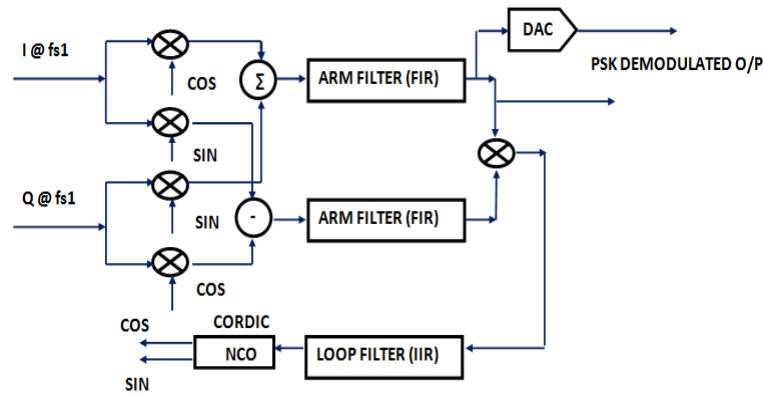 DAC
I @ fs1
PSK DEMODULATED O/P
COS
Σ
ARM FILTER (FIR)
SIN
Q @ fs1
SIN
-
ARM FILTER (FIR)
COS
COS
CORDIC
NCO
LOOP FILTER (IIR)
SIN